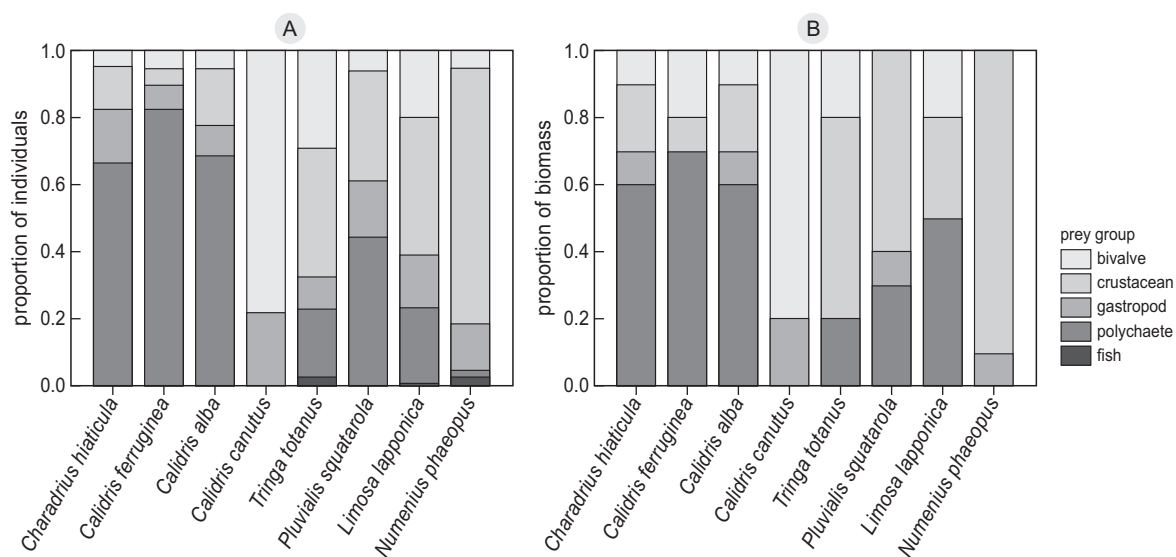 A
B
proportion of individuals
1.0
0.8
0.6
0.4
0.2
0.0
Charadrius hiaticula
Calidris ferruginea
Calidris alba
Calidris canutus
Tringa totanus
Pluvialis squatarola
Limosa lapponica
Numenius phaeopus
proportion of biomass
1.0
0.8
0.6
0.4
0.2
0.0
Charadrius hiaticula
Calidris ferruginea
Calidris alba
Calidris canutus
Tringa totanus
Pluvialis squatarola
Limosa lapponica
Numenius phaeopus
prey group
bivalve
crustacean
gastropod
polychaete
fish